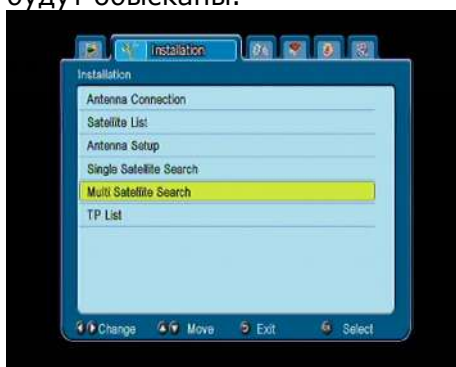 будут обысканы.
Installation
Installation
Antenna Connection
Satellite List
Antenna Setup
Single Satellite Search
Multi Satellite Search
TP List
Change Move Exit Select